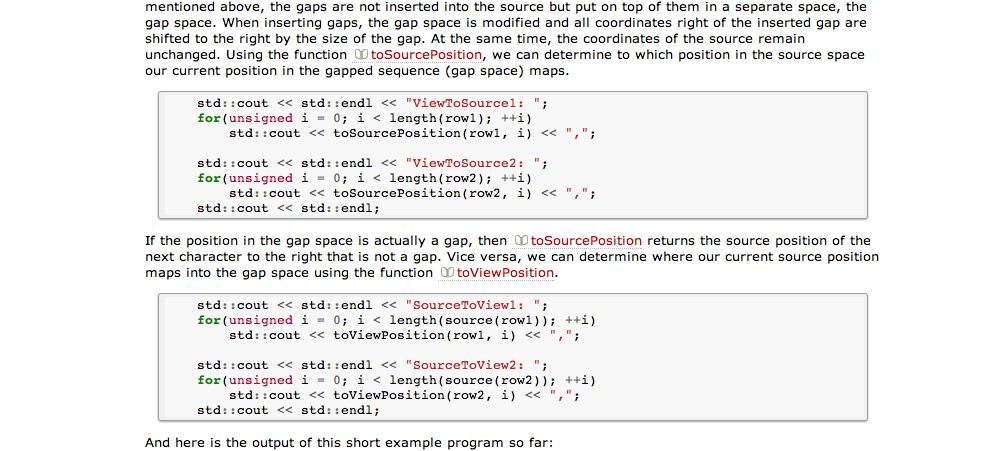 mentioned above, the gaps are not inserted into the source but put on top of them in a separate space, the
gap space. When inserting gaps, the gap space is modified and all coordinates right of the inserted gap are
shifted to the right by the size of the gap. At the same time, the coordinates of the source remain
unchanged. Using the function toSourcePosition, we can determine to which position in the source space
our current position in the gapped sequence (gap space) maps.
std::cout << std::endl << "ViewToSource1: ";
for(unsigned i = 0; i < length(row1); ++i)
    std::cout << toSourcePosition(row1, i) << ",";
std::cout << std::endl << "ViewToSource2: ";
for(unsigned i = 0; i < length(row2); ++i)
    std::cout << toSourcePosition(row2, i) << ",";
std::cout << std::endl;
If the position in the gap space is actually a gap, then toSourcePosition returns the source position of the
next character to the right that is not a gap. Vice versa, we can determine where our current source position
maps into the gap space using the function toViewPosition.
std::cout << std::endl << "SourceToView1: ";
for(unsigned i = 0; i < length(source(row1)); ++i)
    std::cout << toViewPosition(row1, i) << ",";
std::cout << std::endl << "SourceToView2: ";
for(unsigned i = 0; i < length(source(row2)); ++i)
    std::cout << toViewPosition(row2, i) << ",";
std::cout << std::endl;
And here is the output of this short example program so far: